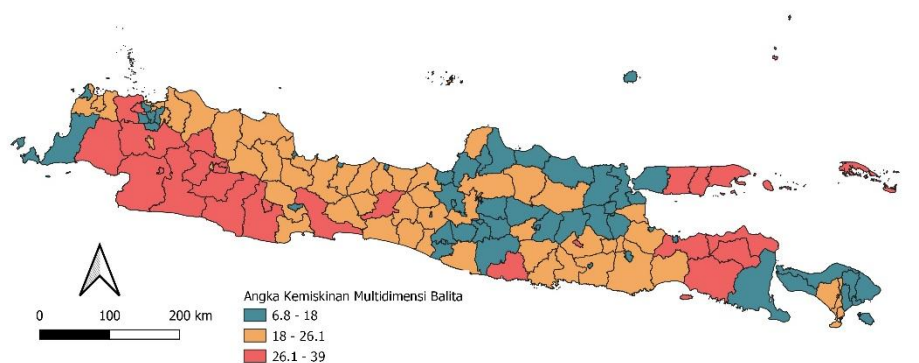 Angka Kemiskinan Multidimensi Balita
6.8 - 18
18 - 26.1
26.1 - 39
0 100 200 km